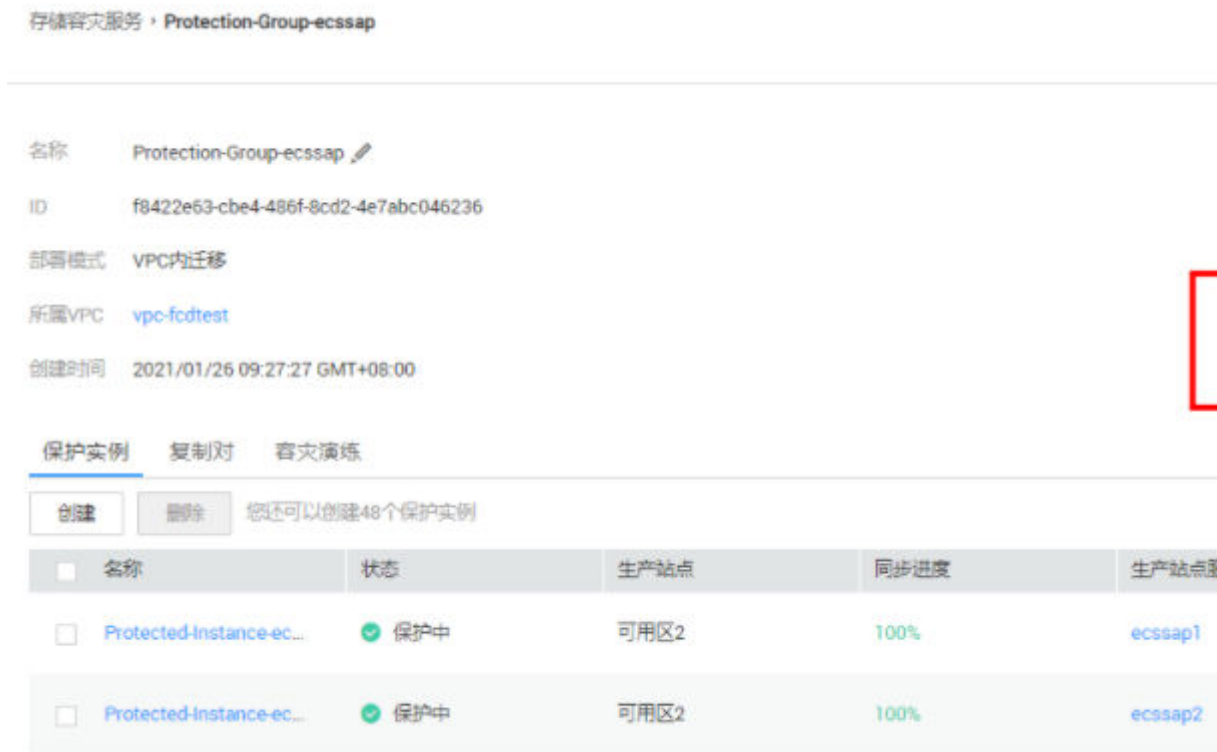 存储容灾服务 › Protection-Group-ecssap
名称 Protection-Group-ecssap
ID f8422e63-cbe4-486f-8cd2-4e7abc046236
部署模式 VPC内迁移
所属VPC vpc-fcdtest
创建时间 2021/01/26 09:27:27 GMT+08:00
保护实例 复制对 容灾演练
创建 删除 您还可以创建48个保护实例
名称 状态 生产站点 同步进度 生产站点
Protected-Instance-ec... 保护中 可用区2 100% ecssap1
Protected-Instance-ec... 保护中 可用区2 100% ecssap2